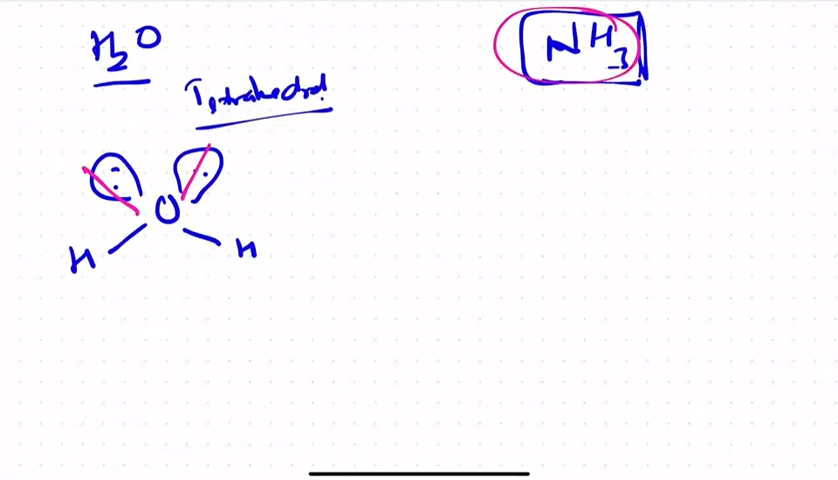 H₂O
NH₃
Tetrahedral
O
H
H